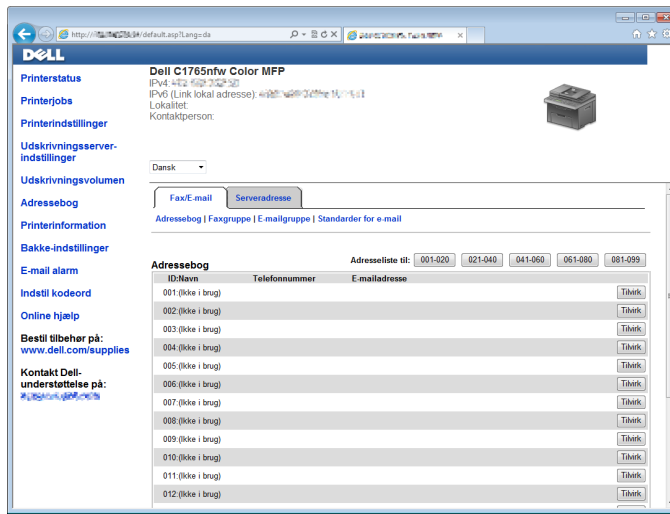 http://
/default.asp?Lang=da
DELL
Printerstatus
Printerjobs
Printerindstillinger
Udskrivningsserver-
indstillinger
Udskrivningsvolumen
Adressebog
Printerinformation
Bakke-indstillinger
E-mail alarm
Indstil kodeord
Online hjælp
Bestil tilbehør på:
www.dell.com/supplies
Kontakt Dell-
understøttelse på:
Dell C1765nfw Color MFP
IPv4:
IPv6 (Link lokal adresse):
Lokalitet:
Kontaktperson:
Dansk
Fax/E-mail
Serveradresse
Adressebog | Faxgruppe | E-mailgruppe | Standarder for e-mail
Adressebog
Adresseliste til: 001-020 021-040 041-060 061-080 081-099
ID:Navn Telefonnummer E-mailadresse
001:(Ikke i brug) Tilvirk
002:(Ikke i brug) Tilvirk
003:(Ikke i brug) Tilvirk
004:(Ikke i brug) Tilvirk
005:(Ikke i brug) Tilvirk
006:(Ikke i brug) Tilvirk
007:(Ikke i brug) Tilvirk
008:(Ikke i brug) Tilvirk
009:(Ikke i brug) Tilvirk
010:(Ikke i brug) Tilvirk
011:(Ikke i brug) Tilvirk
012:(Ikke i brug) Tilvirk